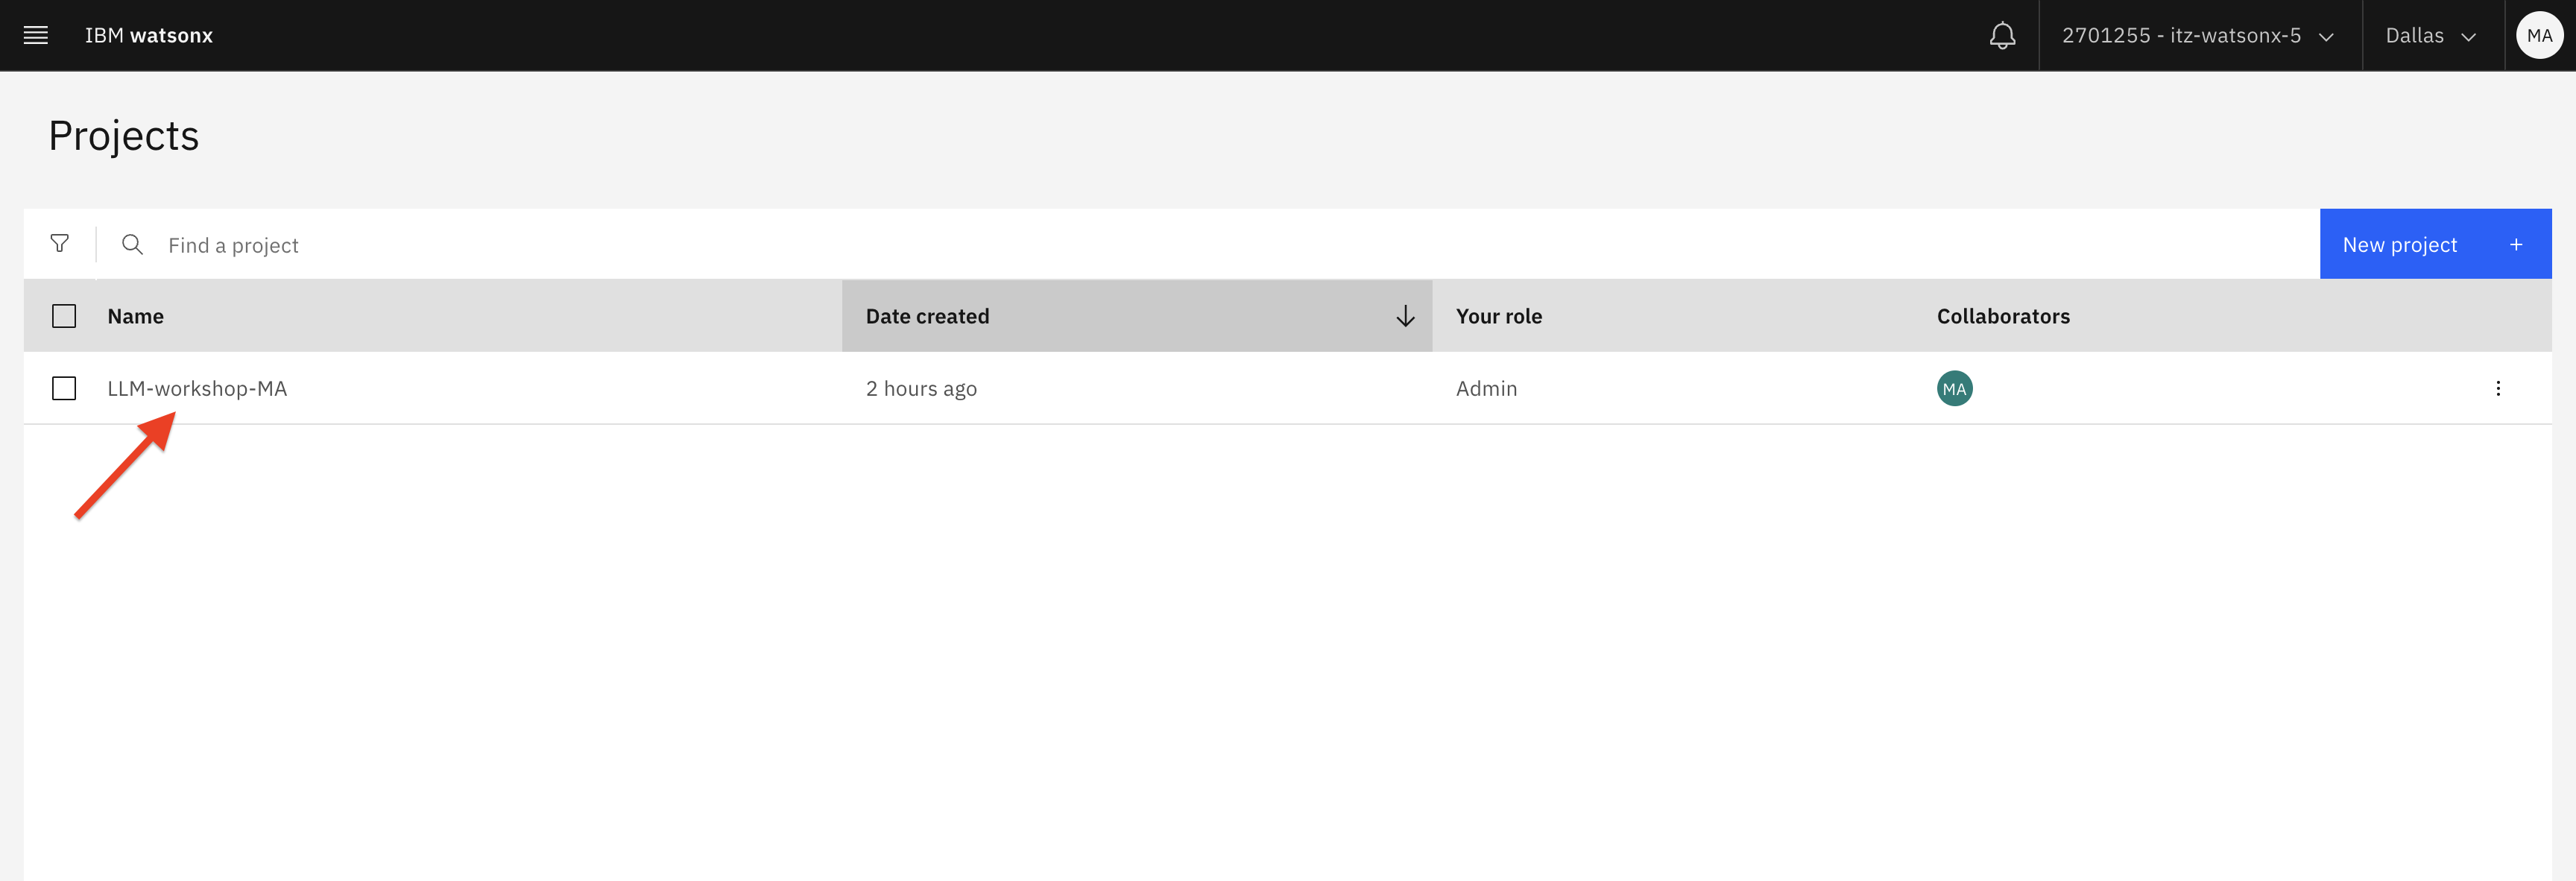 IBM watsonx
2701255 - itz-watsonx-5
Dallas
MA
Projects
Find a project
New project +
Name
Date created
Your role
Collaborators
LLM-workshop-MA
2 hours ago
Admin
MA